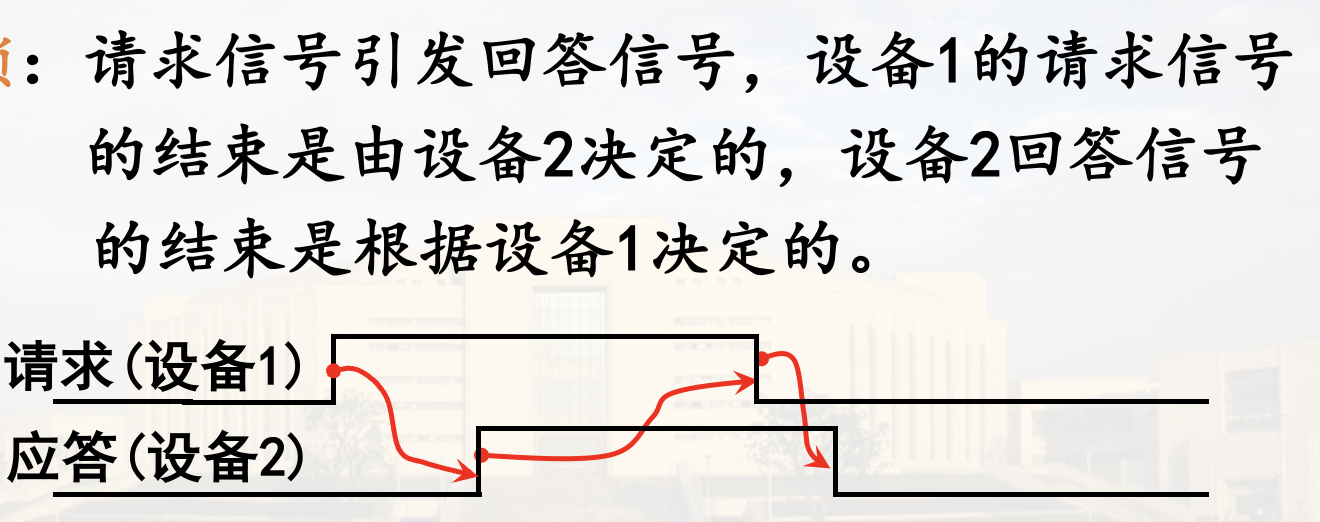 ：请求信号引发回答信号，设备1的请求信号
的结束是由设备2决定的，设备2回答信号
的结束是根据设备1决定的。
请求(设备1)
应答(设备2)